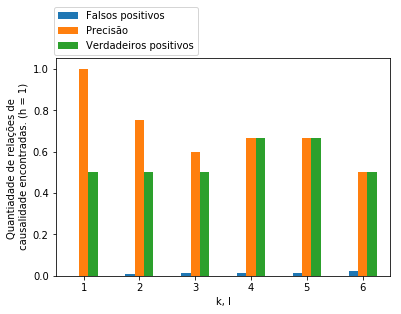 Falsos positivos
Precisão
Verdadeiros positivos
Quantiadade de relações de
causalidade encontradas. (h = 1)
1.0
0.8
0.6
0.4
0.2
0.0
1 2 3 4 5 6
k, l